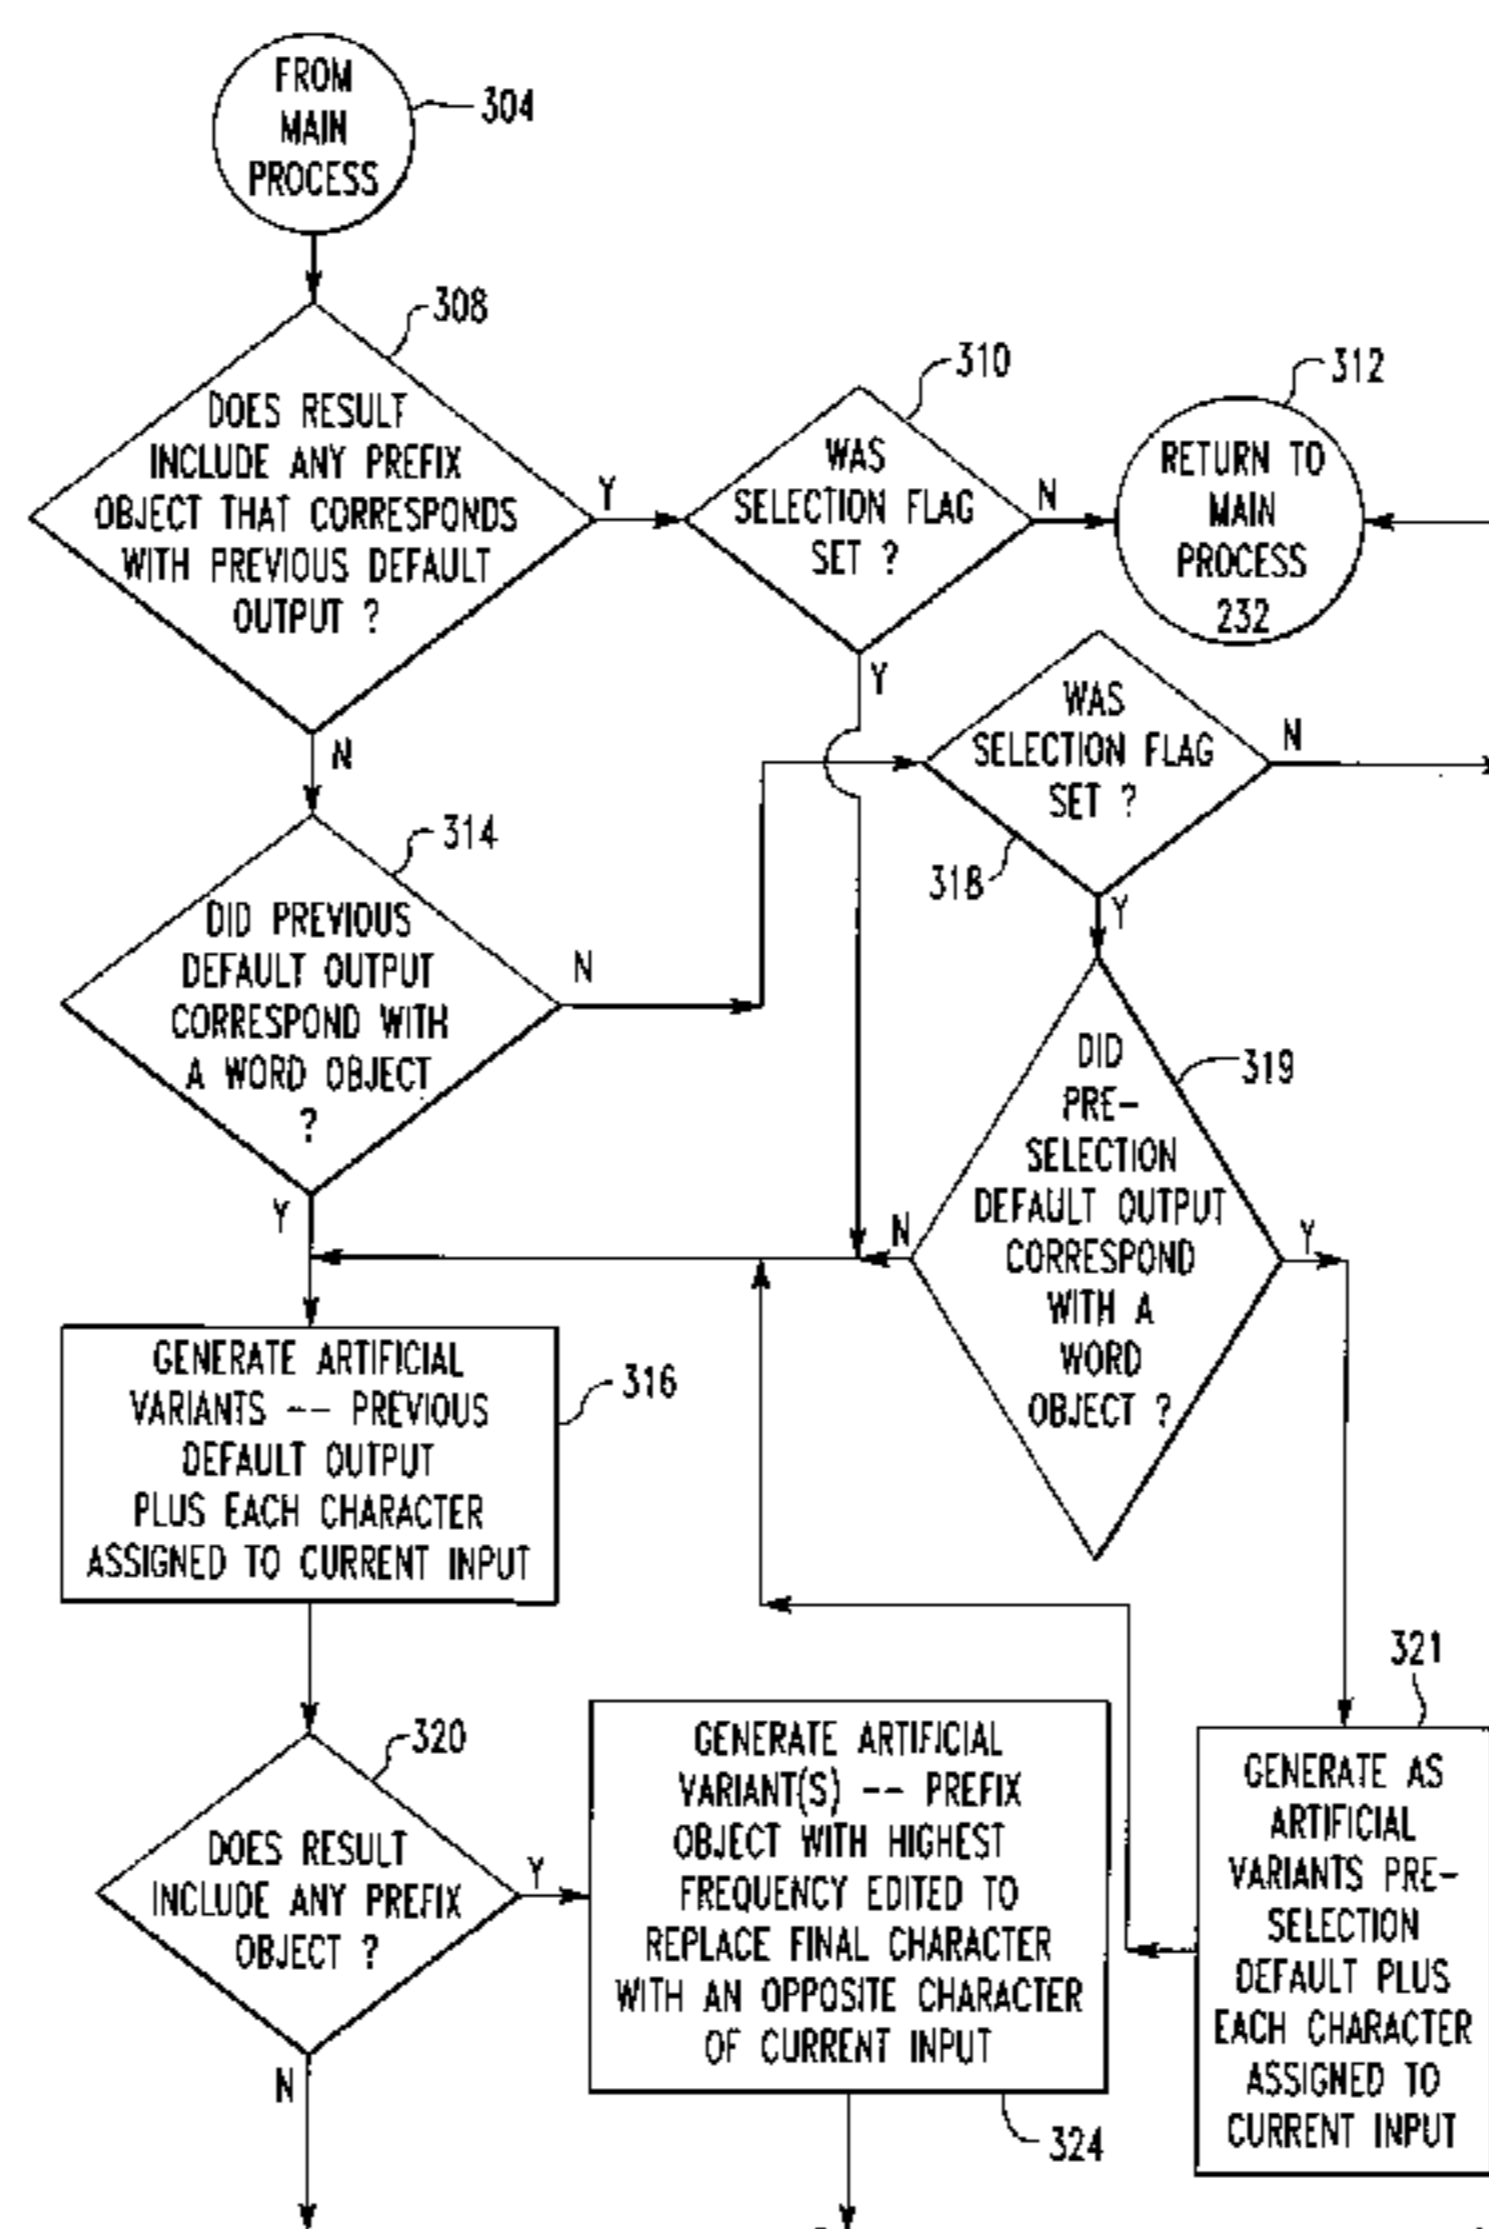 FROM
MAIN
PROCESS
304
308
DOES RESULT
INCLUDE ANY PREFIX
OBJECT THAT CORRESPONDS
WITH PREVIOUS DEFAULT
OUTPUT ?
Y
N
310
WAS
SELECTION FLAG
SET ?
N
Y
312
RETURN TO
MAIN
PROCESS
232
314
DID PREVIOUS
DEFAULT OUTPUT
CORRESPOND WITH
A WORD OBJECT
?
N
Y
WAS
SELECTION FLAG
SET ?
N
318
Y
DID
PRE-
SELECTION
DEFAULT OUTPUT
CORRESPOND
WITH A
WORD
OBJECT ?
319
N
Y
GENERATE ARTIFICIAL
VARIANTS -- PREVIOUS
DEFAULT OUTPUT
PLUS EACH CHARACTER
ASSIGNED TO CURRENT INPUT
316
320
DOES RESULT
INCLUDE ANY PREFIX
OBJECT ?
Y
N
GENERATE ARTIFICIAL
VARIANT(S) -- PREFIX
OBJECT WITH HIGHEST
FREQUENCY EDITED TO
REPLACE FINAL CHARACTER
WITH AN OPPOSITE CHARACTER
OF CURRENT INPUT
324
321
GENERATE AS
ARTIFICIAL
VARIANTS PRE-
SELECTION
DEFAULT PLUS
EACH CHARACTER
ASSIGNED TO
CURRENT INPUT